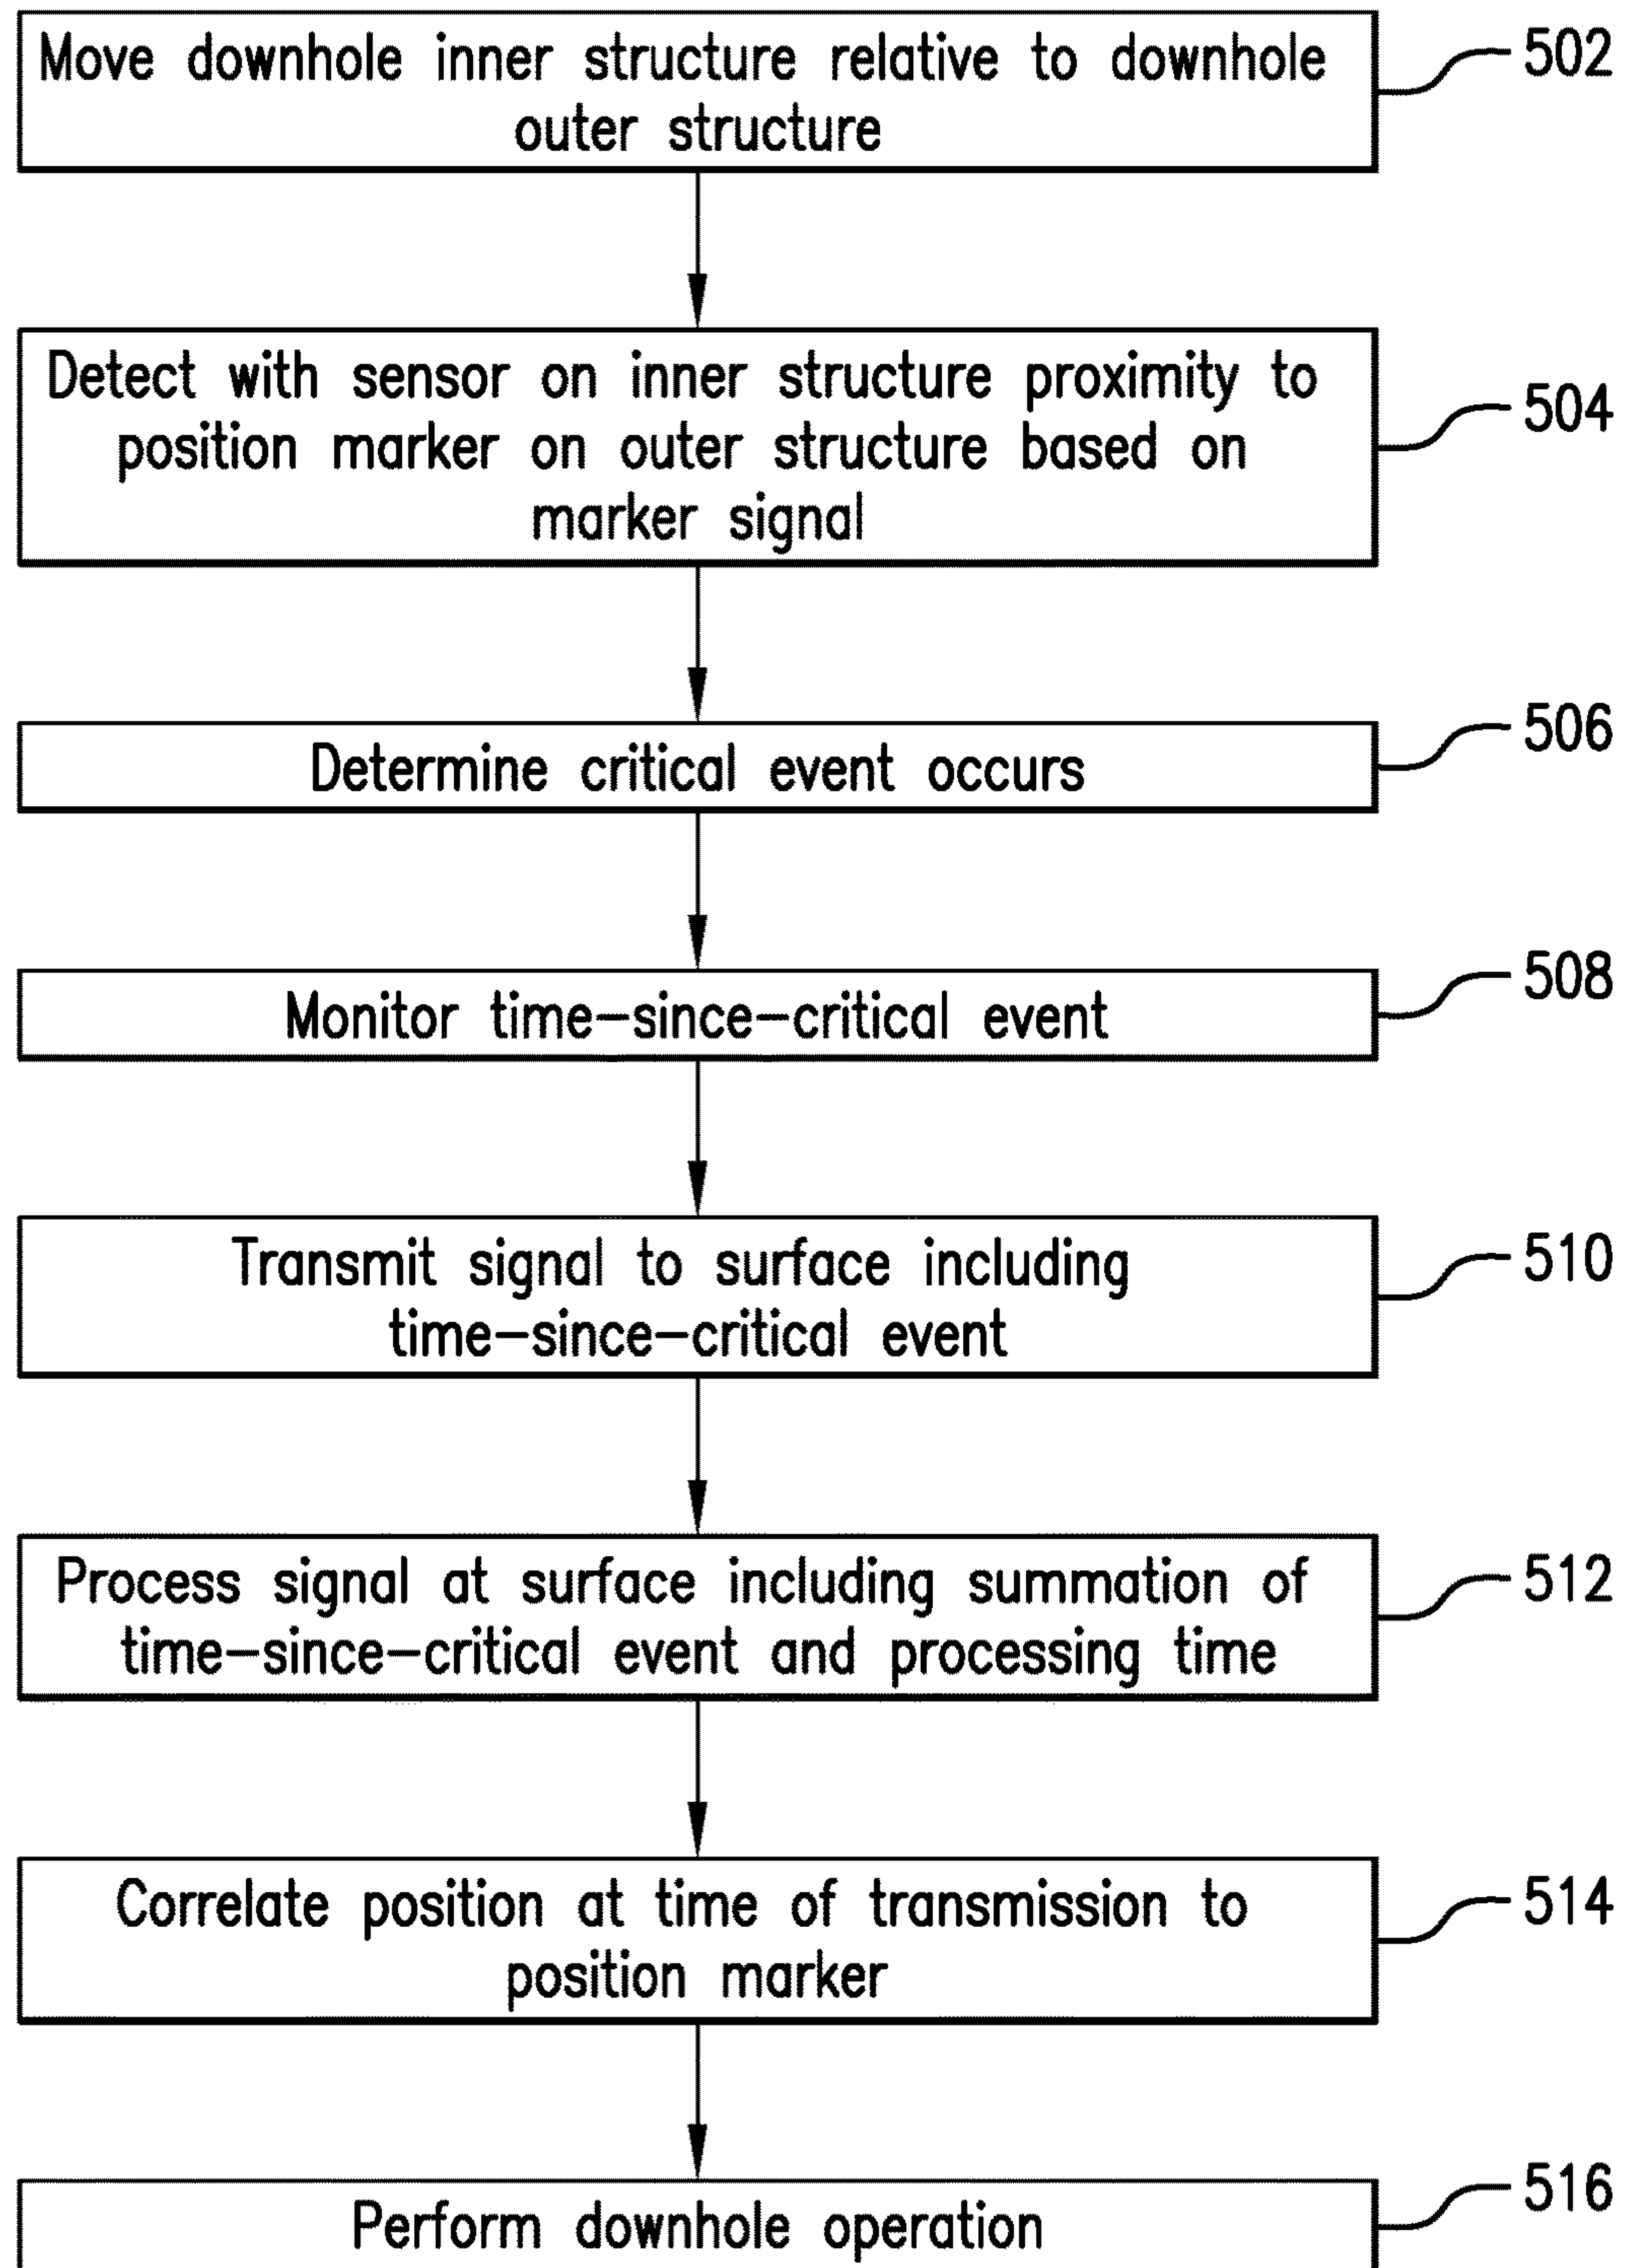 Move downhole inner structure relative to downhole
outer structure
502
Detect with sensor on inner structure proximity to
position marker on outer structure based on
marker signal
504
Determine critical event occurs
506
Monitor time-since-critical event
508
Transmit signal to surface including
time-since-critical event
510
Process signal at surface including summation of
time-since-critical event and processing time
512
Correlate position at time of transmission to
position marker
514
Perform downhole operation
516